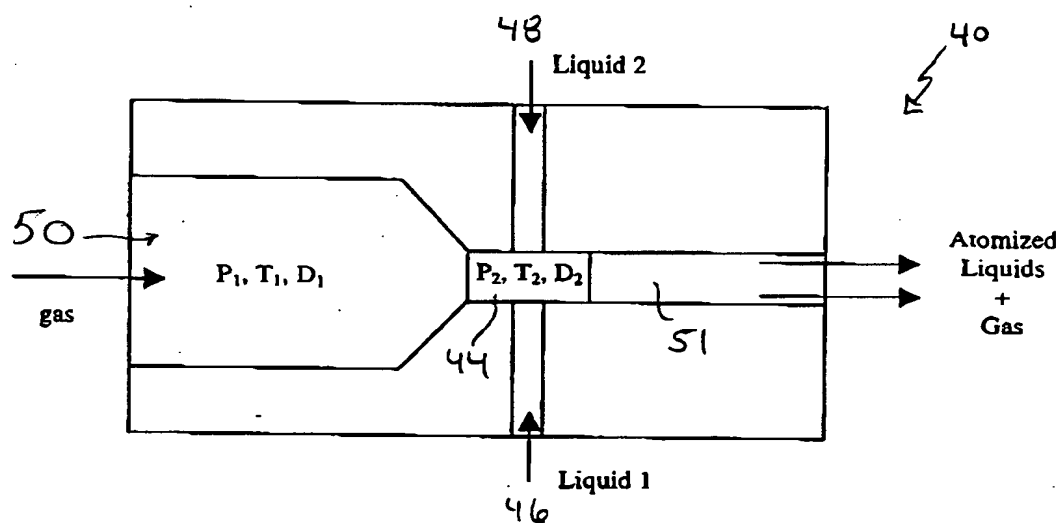 48
Liquid 2
40
50
gas
P₁, T₁, D₁
P₂, T₂, D₂
44
51
Atomized
Liquids
+
Gas
Liquid 1
46